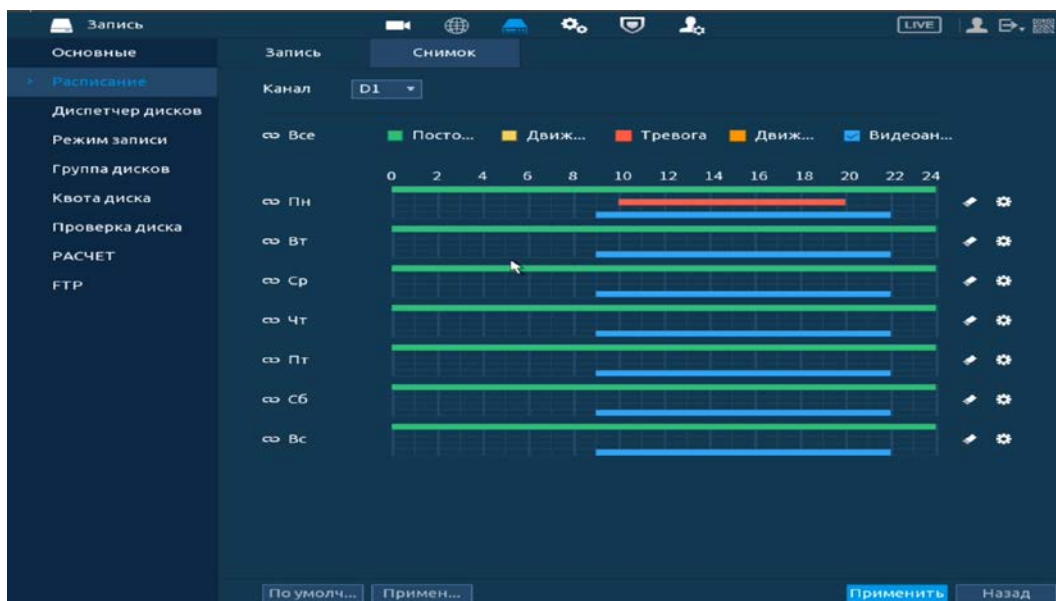 Запись LIVE
Основные
Расписание
Диспетчер дисков
Режим записи
Группа дисков
Квота диска
Проверка диска
РАСЧЕТ
FTP
Запись Снимок
Канал D1
Все Посто... Движ... Тревога Движ... Видеоан...
0 2 4 6 8 10 12 14 16 18 20 22 24
Пн
Вт
Ср
Чт
Пт
Сб
Вс
По умолч... Примен... Применить Назад